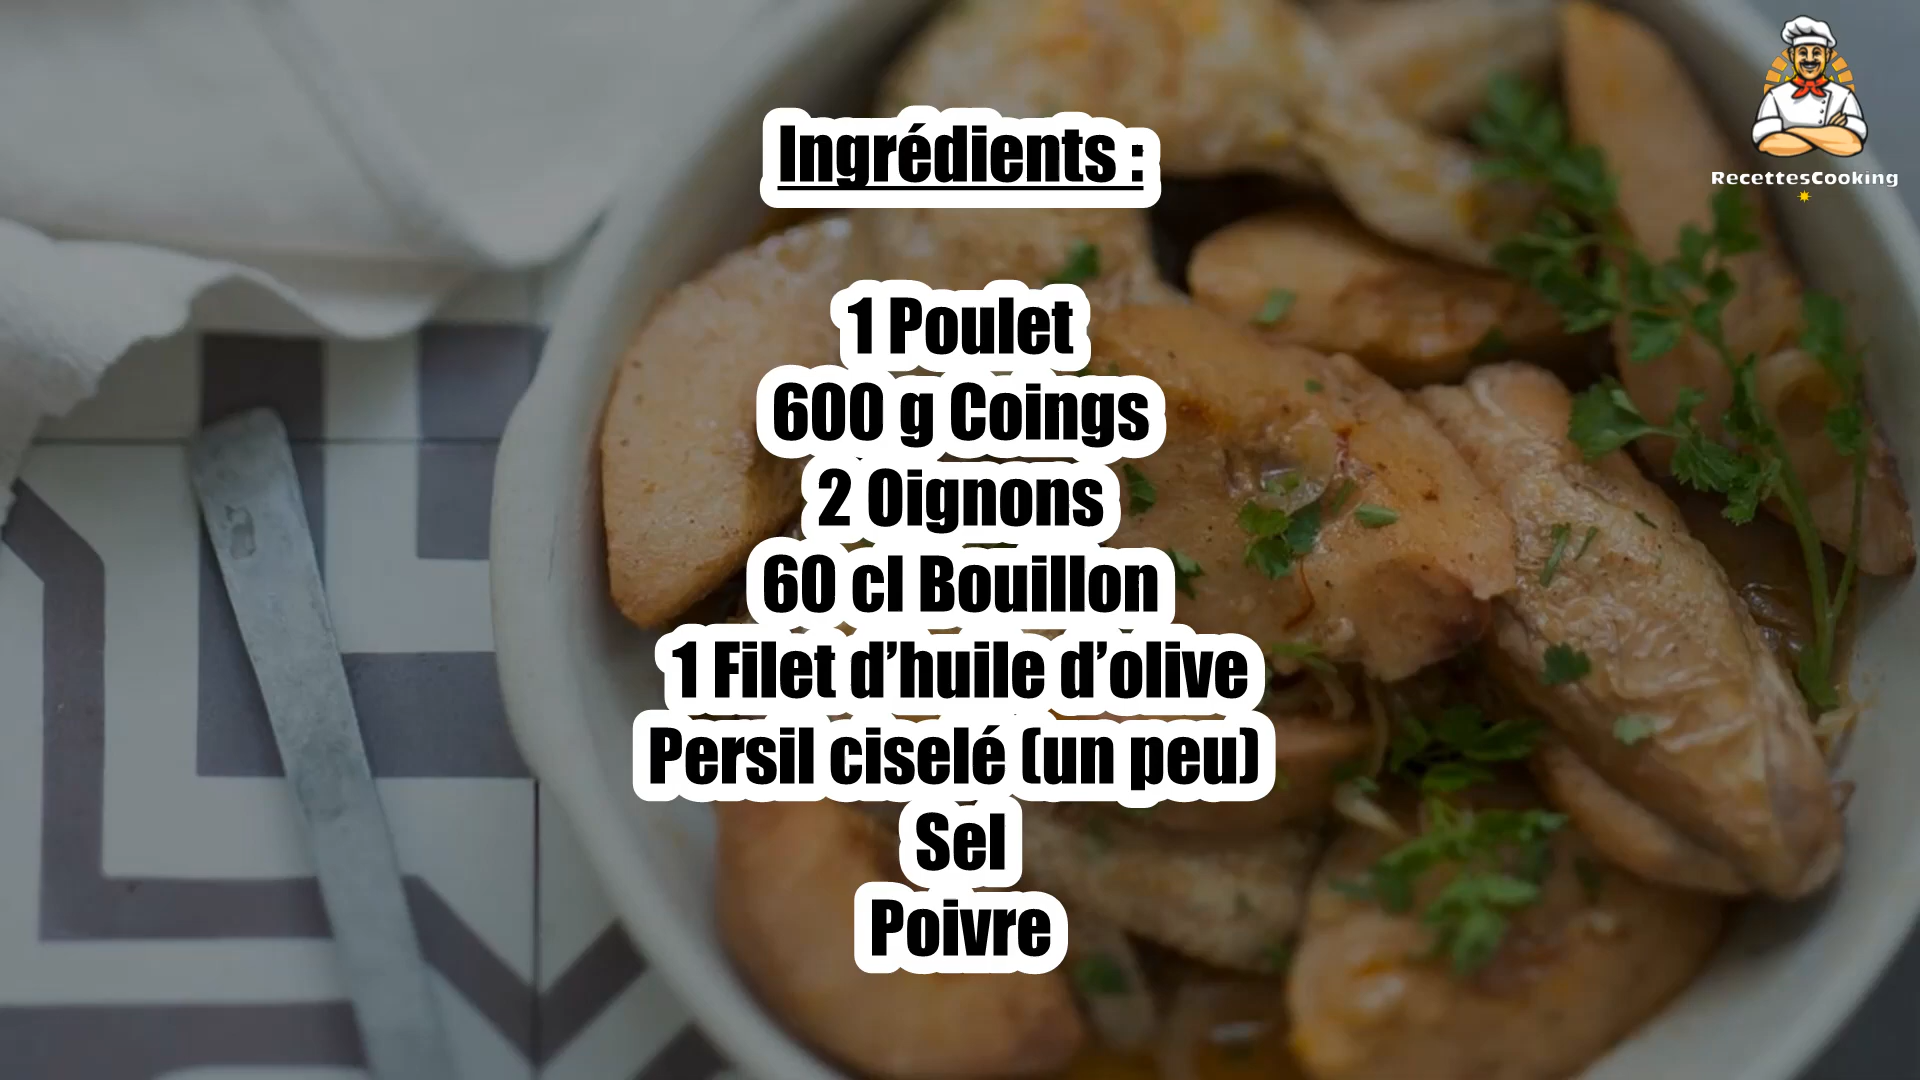 Ingrédients :
1 Poulet
600 g Coings
2 Oignons
60 cl Bouillon
1 Filet d’huile d’olive
Persil ciselé (un peu)
Sel
Poivre
RecettesCooking